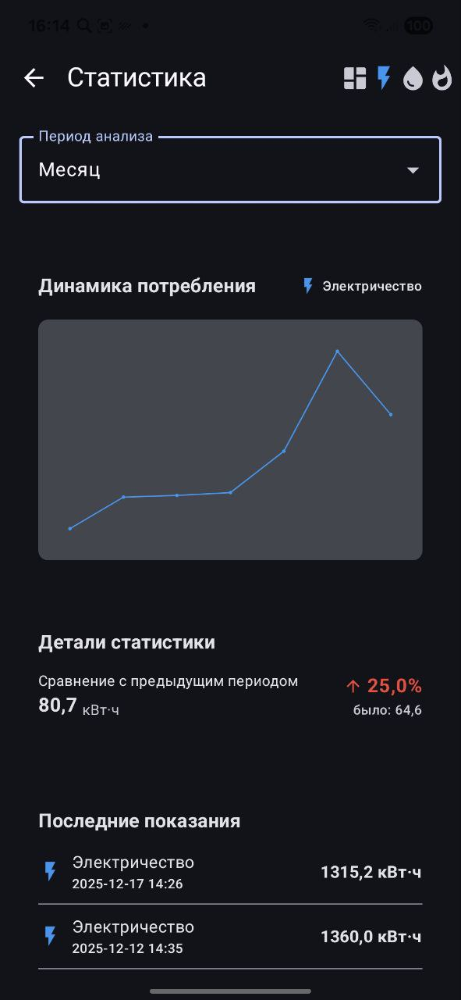 16:14
100
Статистика
Период анализа
Месяц
Динамика потребления
Электричество
Детали статистики
Сравнение с предыдущим периодом
80,7 кВт·ч
25,0%
было: 64,6
Последние показания
Электричество
2025-12-17 14:26
1315,2 кВт·ч
Электричество
2025-12-12 14:35
1360,0 кВт·ч